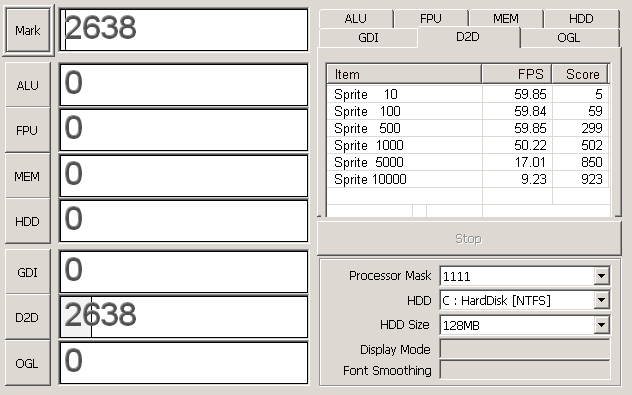 Mark 2638
ALU 0
FPU 0
MEM 0
HDD 0
GDI 0
D2D 2638
OGL 0
ALU FPU MEM HDD
GDI D2D OGL
Item FPS Score
Sprite 10 59.85 5
Sprite 100 59.84 59
Sprite 500 59.85 299
Sprite 1000 50.22 502
Sprite 5000 17.01 850
Sprite 10000 9.23 923
Stop
Processor Mask 1111
HDD C : HardDisk [NTFS]
HDD Size 128MB
Display Mode
Font Smoothing